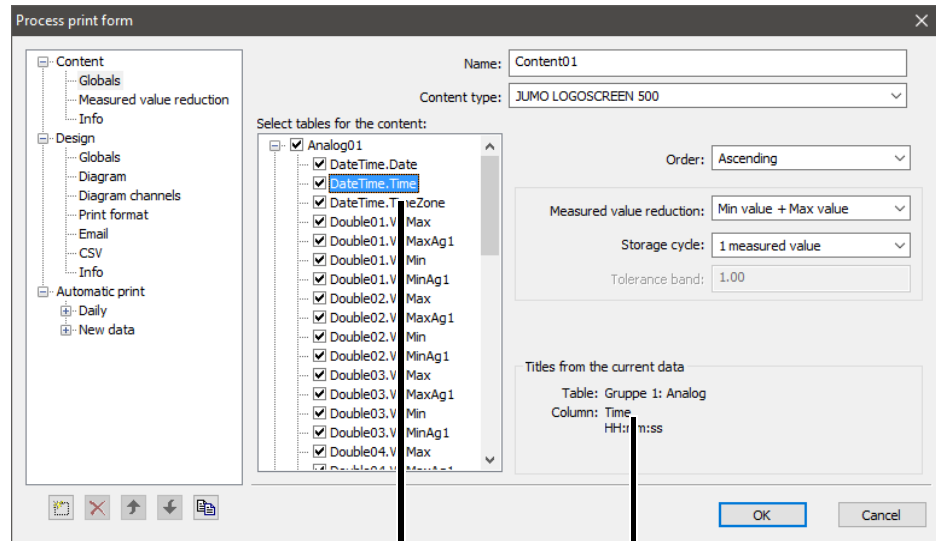 Process print form
Content
Globals
Measured value reduction
Info
Design
Globals
Diagram
Diagram channels
Print format
Email
CSV
Info
Automatic print
Daily
New data
Name: Content01
Content type: JUMO LOGOSCREEN 500
Select tables for the content:
Analog01
DateTime.Date
DateTime.Time
DateTime.T neZone
Double01.V Max
Double01.V MaxAg1
Double01.V Min
Double01.V MinAg1
Double02.V Max
Double02.V MaxAg1
Double02.V Min
Double02.V MinAg1
Double03.V Max
Double03.V MaxAg1
Double03.V Min
Double03.V MinAg1
Double04.V Max
Order: Ascending
Measured value reduction: Min value + Max value
Storage cycle: 1 measured value
Tolerance band: 1.00
Titles from the current data
Table: Gruppe 1: Analog
Column: Time
HH:mm:ss
OK
Cancel